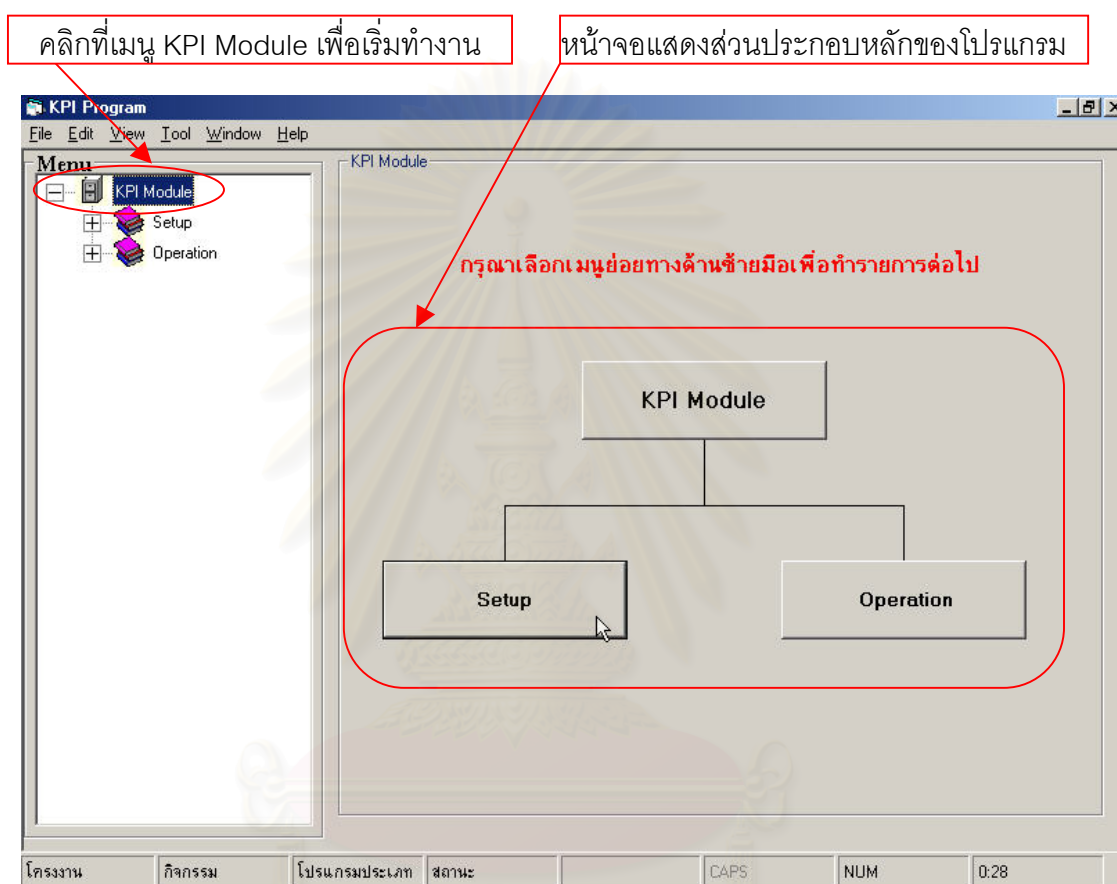 คลิกที่เมนู KPI Module เพื่อเริ่มทำงาน
หน้าจอแสดงส่วนประกอบหลักของโปรแกรม
KPI Program
File Edit View Tool Window Help
Menu
KPI Module
Setup
Operation
KPI Module
กรุณาเลือกเมนูย่อยทางด้านซ้ายมือเพื่อทำรายการต่อไป
KPI Module
Setup
Operation
โครงงาน กิจกรรม โปรแกรมประเภท สถานะ CAPS NUM 0:28